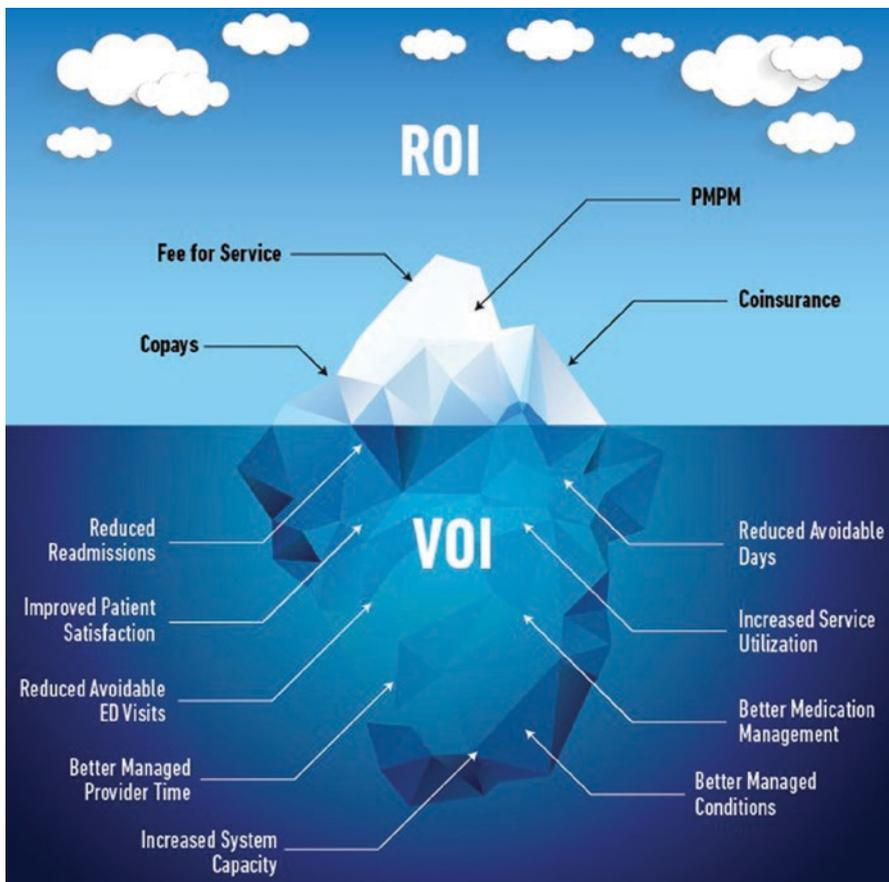 ROI
PMPM
Fee for Service
Coinsurance
Copays
VOI
Reduced
Readmissions
Reduced Avoidable
Days
Improved Patient
Satisfaction
Increased Service
Utilization
Reduced Avoidable
ED Visits
Better Medication
Management
Better Managed
Provider Time
Better Managed
Conditions
Increased System
Capacity